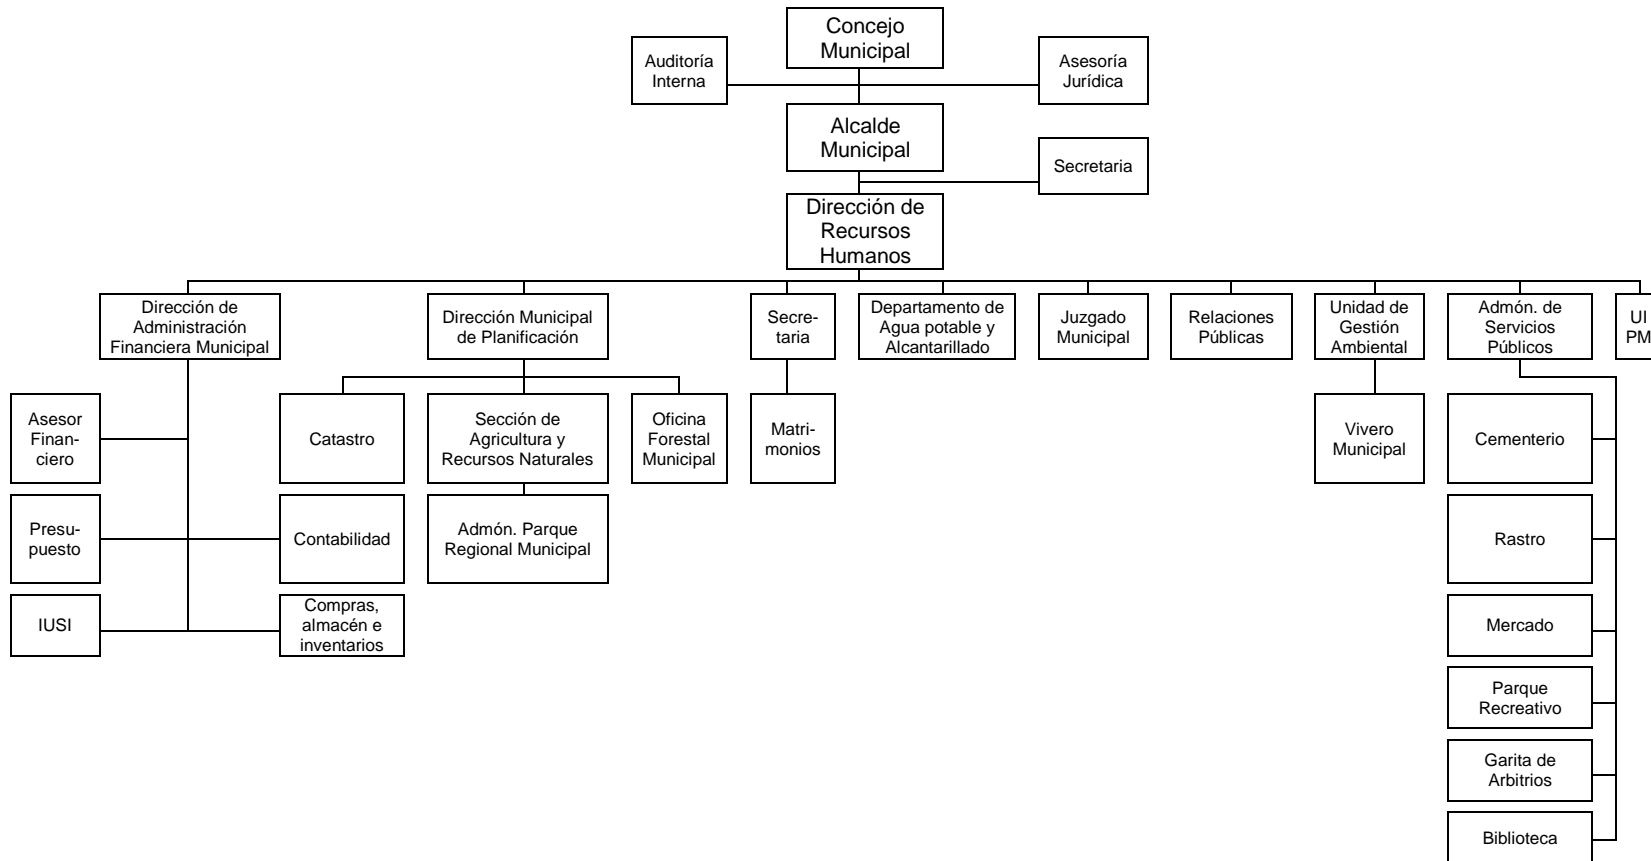 Concejo
Municipal
Auditoría
Interna
Asesoría
Jurídica
Alcalde
Municipal
Secretaria
Dirección de
Recursos
Humanos
Dirección de
Administración
Financiera Municipal
Dirección Municipal
de Planificación
Secre-
taria
Departamento de
Agua potable y
Alcantarillado
Juzgado
Municipal
Relaciones
Públicas
Unidad de
Gestión
Ambiental
Admón. de
Servicios
Públicos
UI
PM
Asesor
Finan-
ciero
Catastro
Sección de
Agricultura y
Recursos Naturales
Oficina
Forestal
Municipal
Matri-
monios
Vivero
Municipal
Cementerio
Presu-
puesto
Contabilidad
Admón. Parque
Regional Municipal
Rastro
IUSI
Compras,
almacén e
inventarios
Mercado
Parque
Recreativo
Garita de
Arbitrios
Biblioteca